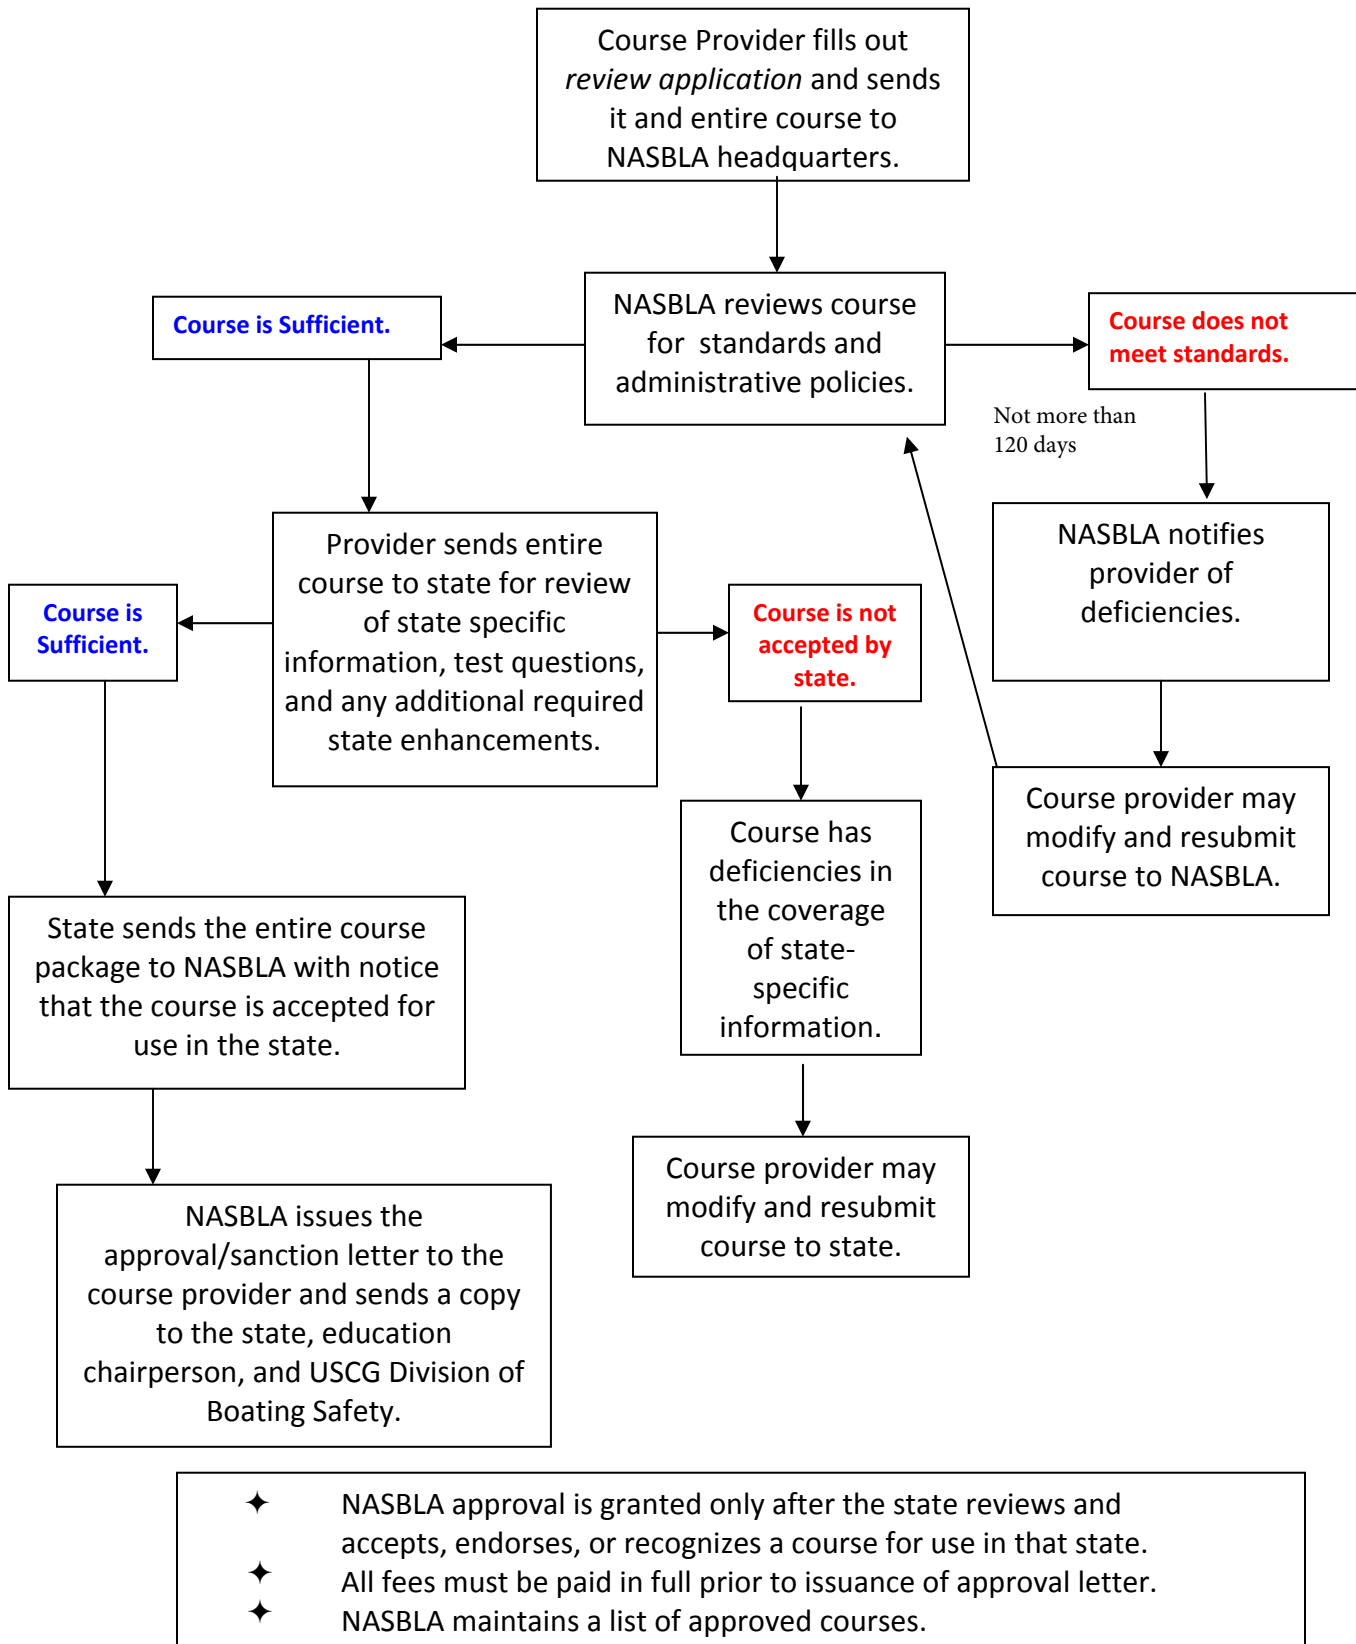 Course Provider fills out
review application and sends
it and entire course to
NASBLA headquarters.
NASBLA reviews course
for standards and
administrative policies.
Course is Sufficient.
Course does not
meet standards.
Not more than
120 days
NASBLA notifies
provider of
deficiencies.
Course provider may
modify and resubmit
course to NASBLA.
Provider sends entire
course to state for review
of state specific
information, test questions,
and any additional required
state enhancements.
Course is
Sufficient.
Course is not
accepted by
state.
Course has
deficiencies in
the coverage
of state-
specific
information.
Course provider may
modify and resubmit
course to state.
State sends the entire course
package to NASBLA with notice
that the course is accepted for
use in the state.
NASBLA issues the
approval/sanction letter to the
course provider and sends a copy
to the state, education
chairperson, and USCG Division of
Boating Safety.
✦ NASBLA approval is granted only after the state reviews and
accepts, endorses, or recognizes a course for use in that state.
✦ All fees must be paid in full prior to issuance of approval letter.
✦ NASBLA maintains a list of approved courses.